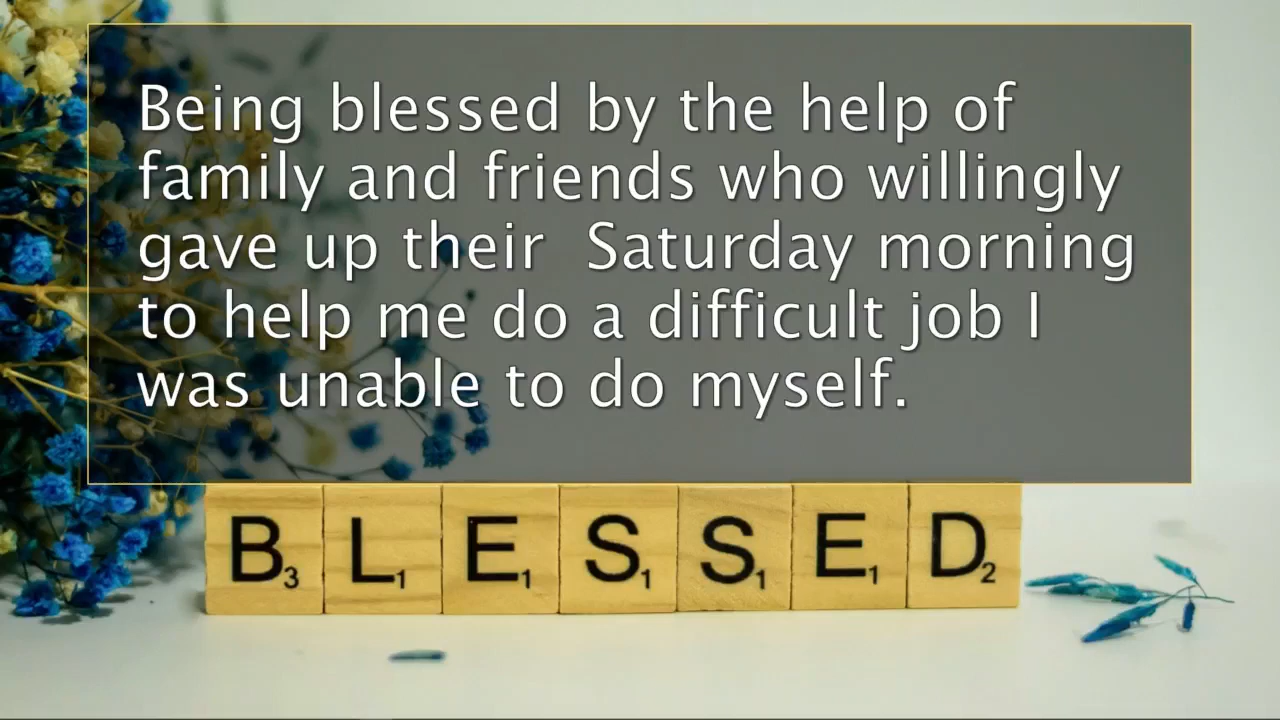 Being blessed by the help of
family and friends who willingly
gave up their  Saturday morning
to help me do a difficult job I
was unable to do myself.
B3 L1 E1 S1 S1 E1 D2